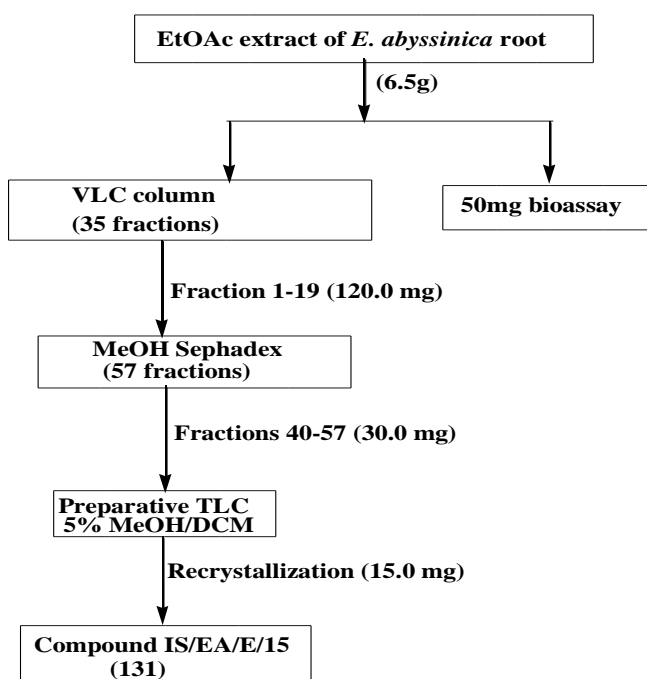 EtOAc extract of E. abyssinica root
(6.5g)
VLC column
(35 fractions)
50mg bioassay
Fraction 1-19 (120.0 mg)
MeOH Sephadex
(57 fractions)
Fractions 40-57 (30.0 mg)
Preparative TLC
5% MeOH/DCM
Recrystallization (15.0 mg)
Compound IS/EA/E/15
(131)